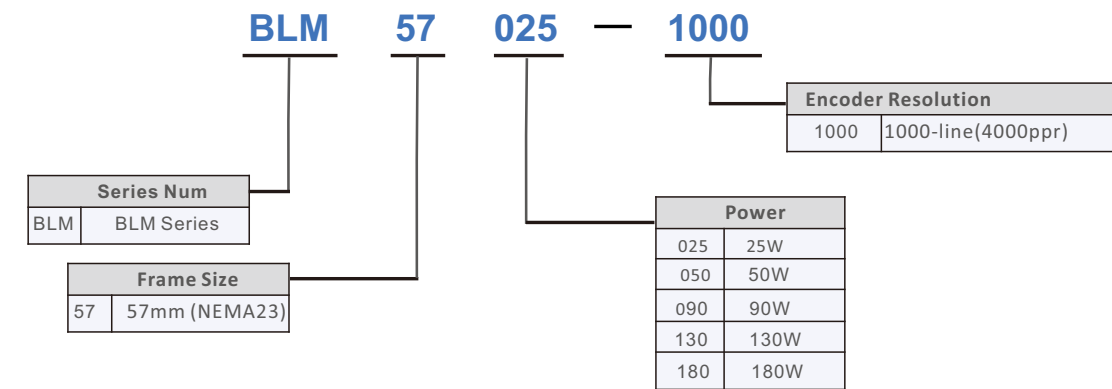 BLM 57 025 — 1000
Encoder Resolution
1000 1000-line(4000ppr)
Series Num
BLM BLM Series
Frame Size
57 57mm (NEMA23)
Power
025 25W
050 50W
090 90W
130 130W
180 180W